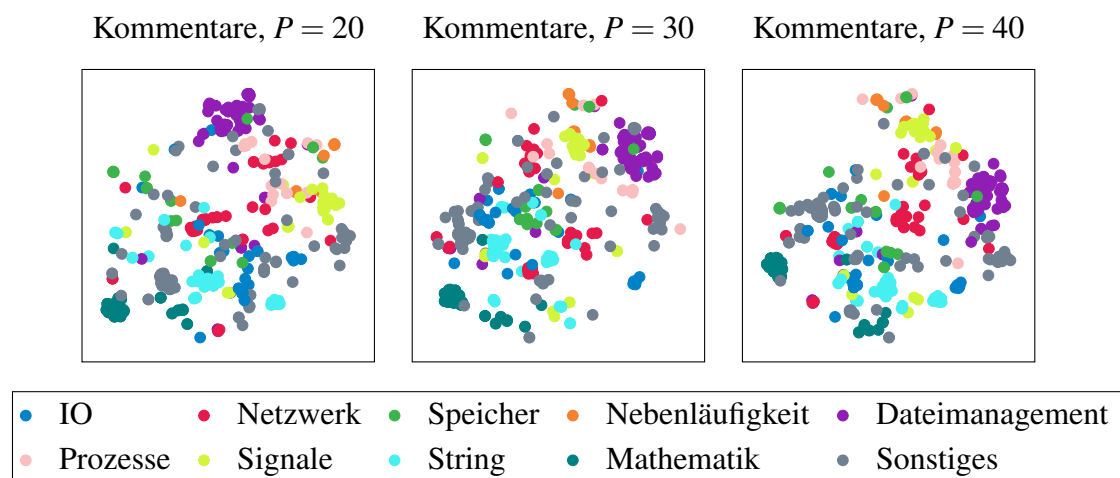 Kommentare, P = 20 Kommentare, P = 30 Kommentare, P = 40
IO Netzwerk Speicher Nebenläufigkeit Dateimanagement
Prozesse Signale String Mathematik Sonstiges